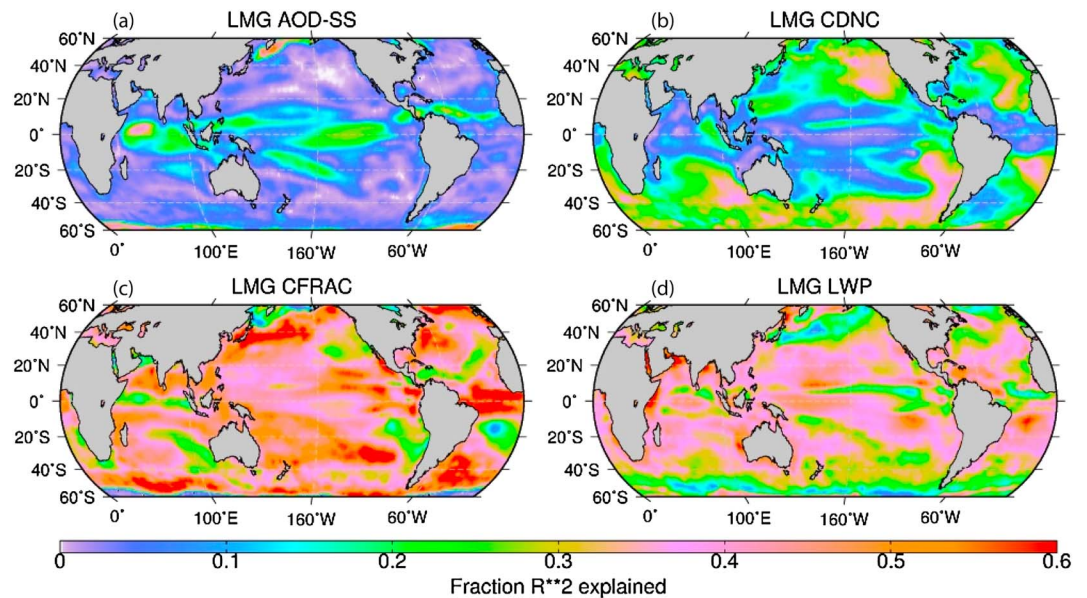 (a) LMG AOD-SS
60°N
40°N
20°N
0°
20°S
40°S
60°S
0° 100°E 160°W 60°W
(b) LMG CDNC
60°N
40°N
20°N
0°
20°S
40°S
60°S
0° 100°E 160°W 60°W
(c) LMG CFRAC
60°N
40°N
20°N
0°
20°S
40°S
60°S
0° 100°E 160°W 60°W
(d) LMG LWP
60°N
40°N
20°N
0°
20°S
40°S
60°S
0° 100°E 160°W 60°W
0 0.1 0.2 0.3 0.4 0.5 0.6
Fraction R**2 explained